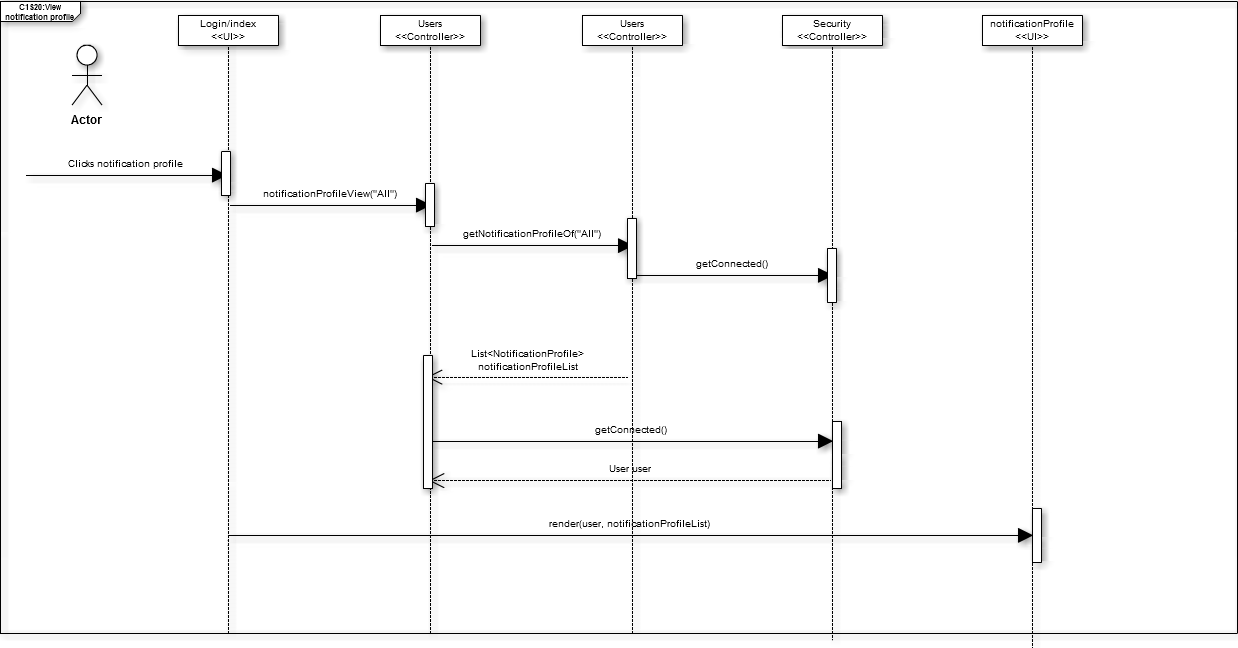 C1S20:View
notification profile
Login/index
<<UI>>
Users
<<Controller>>
Users
<<Controller>>
Security
<<Controller>>
notificationProfile
<<UI>>
Actor
Clicks notification profile
notificationProfileView("All")
getNotificationProfileOf("All")
getConnected()
List<NotificationProfile>
notificationProfileList
getConnected()
User user
render(user, notificationProfileList)